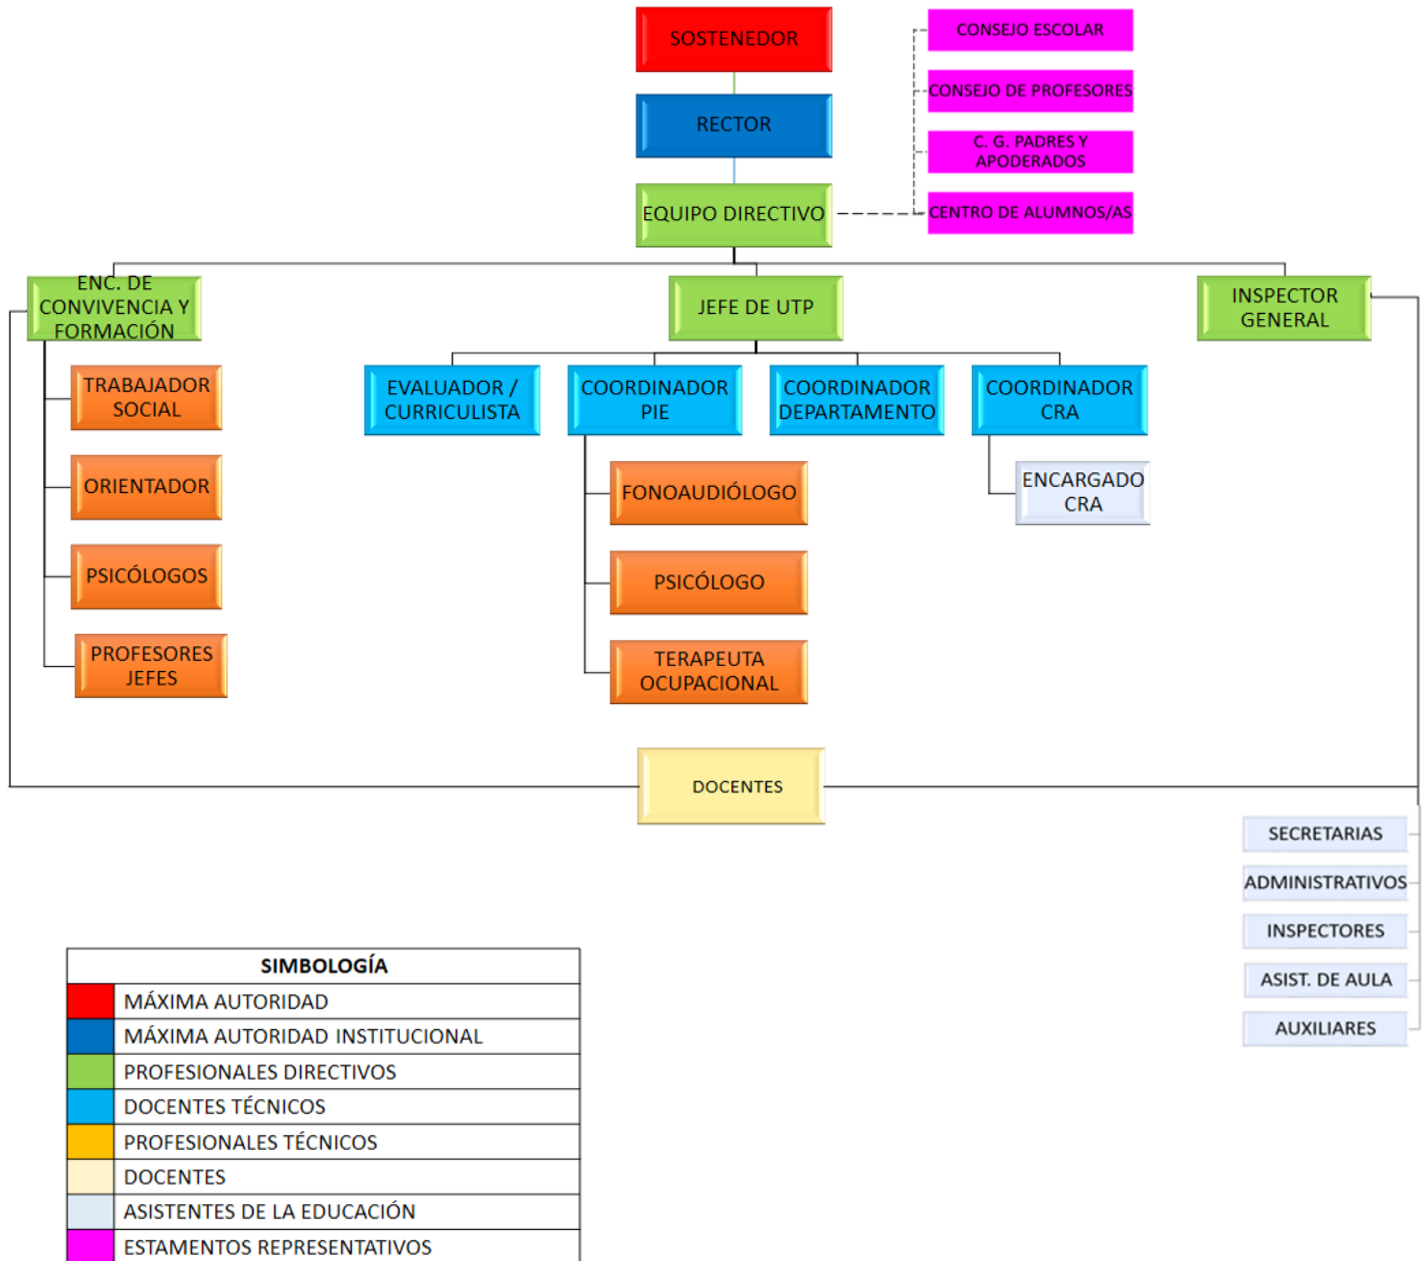 SOSTENEDOR
CONSEJO ESCOLAR
CONSEJO DE PROFESORES
RECTOR
C. G. PADRES Y
APODERADOS
EQUIPO DIRECTIVO
CENTRO DE ALUMNOS/AS
ENC. DE
CONVIVENCIA Y
FORMACIÓN
JEFE DE UTP
INSPECTOR
GENERAL
TRABAJADOR
SOCIAL
ORIENTADOR
PSICÓLOGOS
PROFESORES
JEFES
EVALUADOR /
CURRICULISTA
COORDINADOR
PIE
COORDINADOR
DEPARTAMENTO
COORDINADOR
CRA
FONOAUDIÓLOGO
PSICÓLOGO
TERAPEUTA
OCUPACIONAL
ENCARGADO
CRA
DOCENTES
SECRETARIAS
ADMINISTRATIVOS
INSPECTORES
ASIST. DE AULA
AUXILIARES
SIMBOLOGÍA
MÁXIMA AUTORIDAD
MÁXIMA AUTORIDAD INSTITUCIONAL
PROFESIONALES DIRECTIVOS
DOCENTES TÉCNICOS
PROFESIONALES TÉCNICOS
DOCENTES
ASISTENTES DE LA EDUCACIÓN
ESTAMENTOS REPRESENTATIVOS